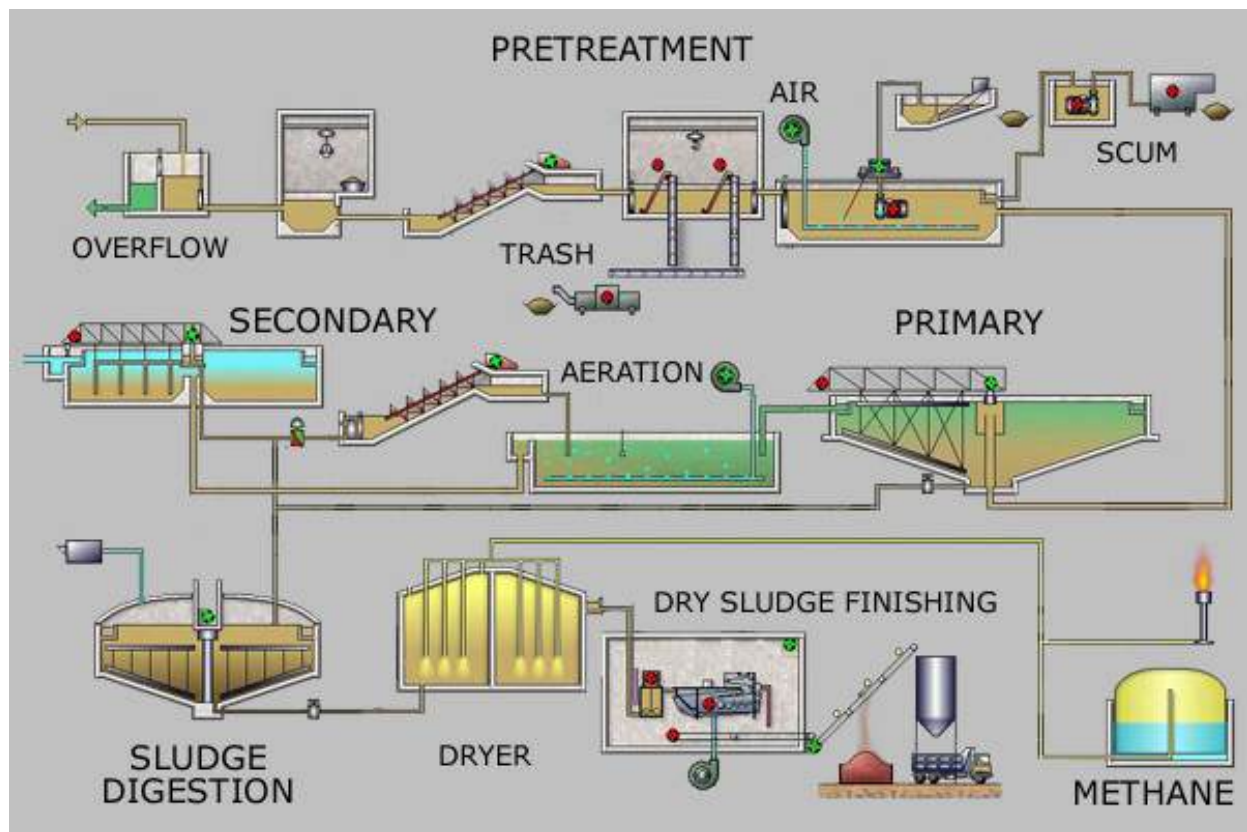 PRETREATMENT
AIR
SCUM
OVERFLOW
TRASH
SECONDARY
PRIMARY
AERATION
DRY SLUDGE FINISHING
SLUDGE
DIGESTION
DRYER
METHANE